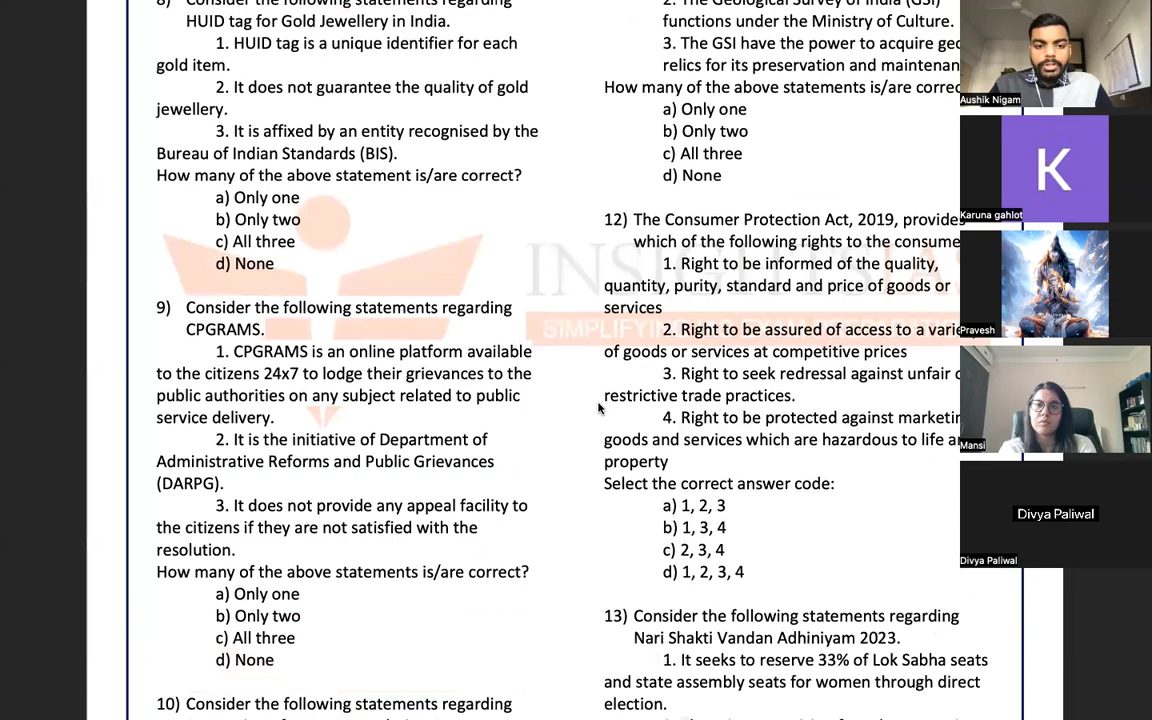 8) Consider the following statements regarding
HUID tag for Gold Jewellery in India.
1. HUID tag is a unique identifier for each
gold item.
2. It does not guarantee the quality of gold
jewellery.
3. It is affixed by an entity recognised by the
Bureau of Indian Standards (BIS).
How many of the above statement is/are correct?
a) Only one
b) Only two
c) All three
d) None
9) Consider the following statements regarding
CPGRAMS.
1. CPGRAMS is an online platform available
to the citizens 24x7 to lodge their grievances to the
public authorities on any subject related to public
service delivery.
2. It is the initiative of Department of
Administrative Reforms and Public Grievances
(DARPG).
3. It does not provide any appeal facility to
the citizens if they are not satisfied with the
resolution.
How many of the above statements is/are correct?
a) Only one
b) Only two
c) All three
d) None
10) Consider the following statements regarding
2. The Geological Survey of India (GSI)
functions under the Ministry of Culture.
3. The GSI have the power to acquire
relics for its preservation and
How many of the above statements is/are
a) Only one
b) Only two
c) All three
d) None
12) The Consumer Protection Act, 2019,
which of the following rights to the
1. Right to be informed of the quality,
quantity, purity, standard and price of goods or
services
2. Right to be assured of access to a
of goods or services at competitive prices
3. Right to seek redressal against unfair
restrictive trade practices.
4. Right to be protected against
goods and services which are hazardous to life
property
Select the correct answer code:
a) 1, 2, 3
b) 1, 3, 4
c) 2, 3, 4
d) 1, 2, 3, 4
13) Consider the following statements regarding
Nari Shakti Vandan Adhiniyam 2023.
1. It seeks to reserve 33% of Lok Sabha seats
and state assembly seats for women through direct
election.
Aushik Nigam
K
Karuna gahlot
Pravesh
Mansi
Divya Paliwal
Divya Paliwal